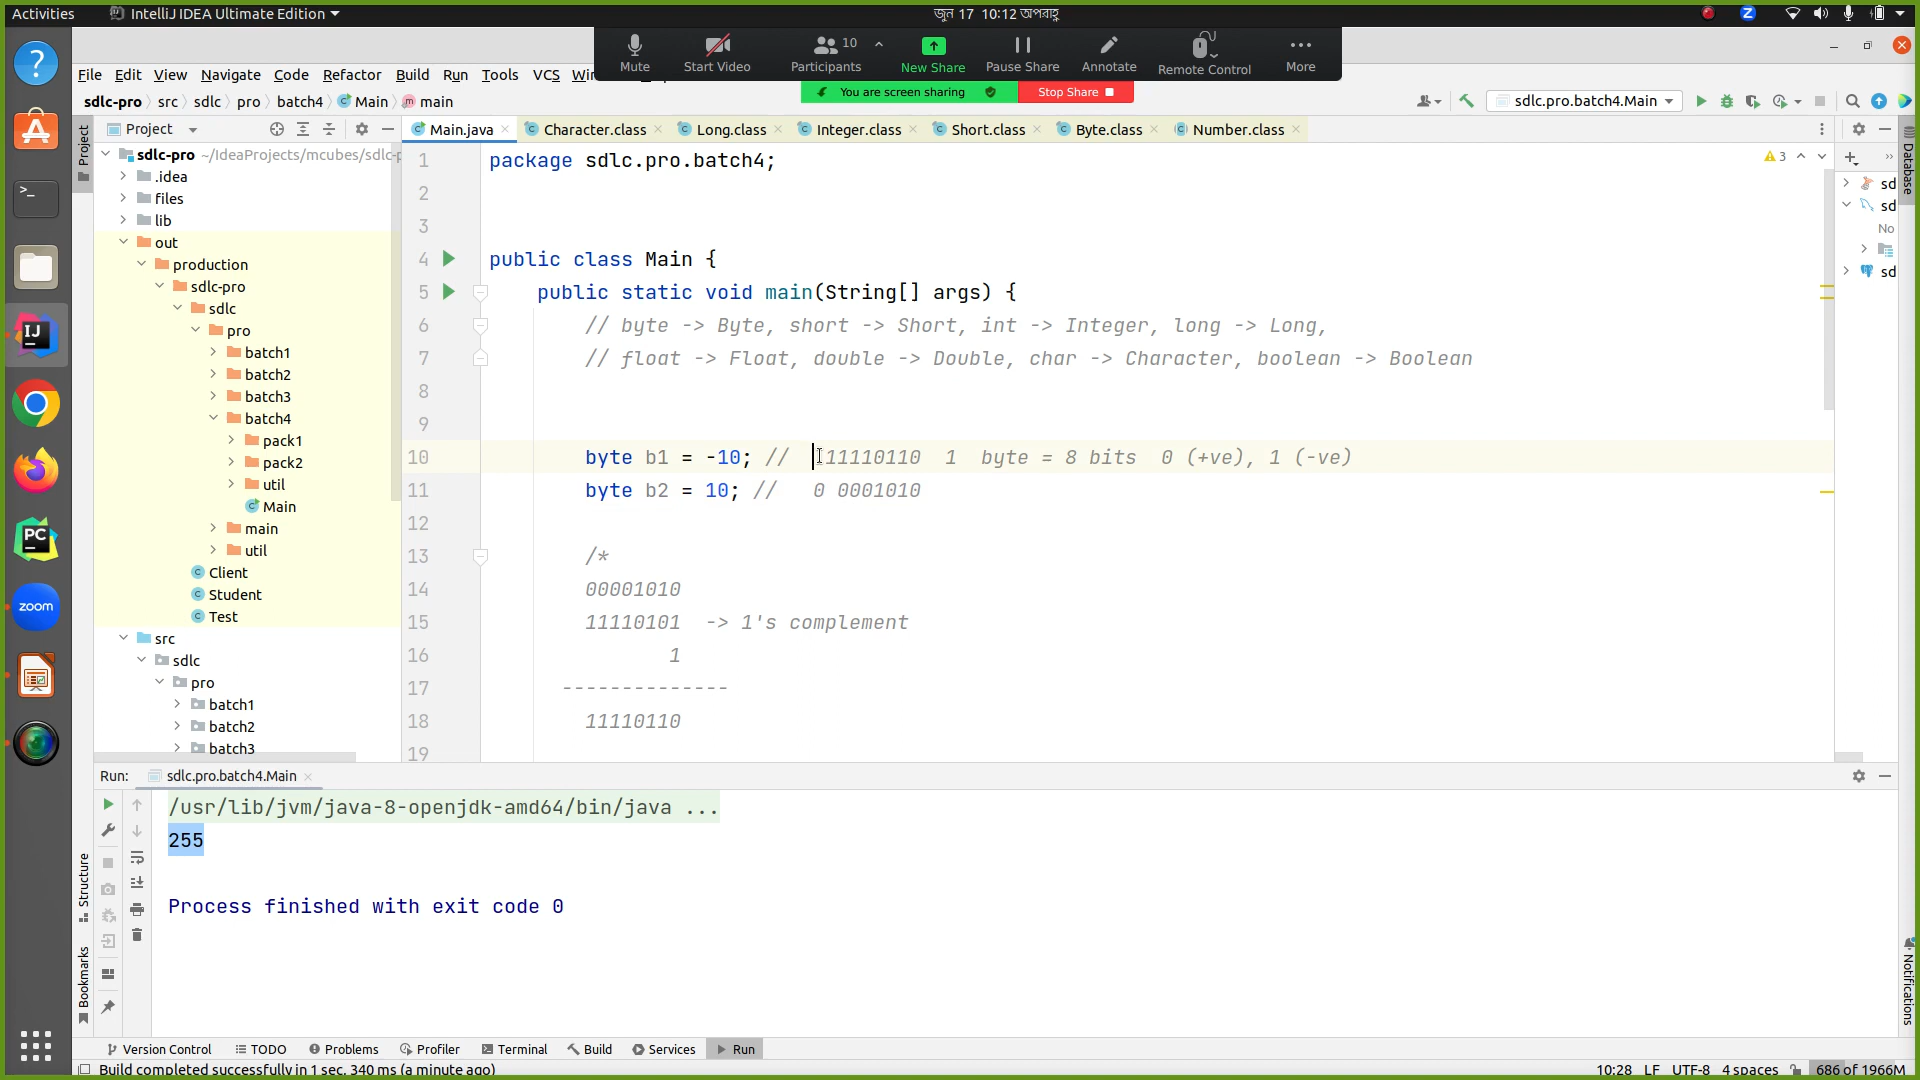 Activities IntelliJ IDEA Ultimate Edition জুন 17 10:12 অপরাহ্ণ
Mute Start Video Participants 10 New Share Pause Share Annotate Remote Control More
You are screen sharing Stop Share
File Edit View Navigate Code Refactor Build Run Tools VCS
sdlc-pro src sdlc pro batch4 Main main sdlc.pro.batch4.Main
Project
Main.java Character.class Long.class Integer.class Short.class Byte.class Number.class
sdlc-pro ~/IdeaProjects/mcubes/sdlc-p
.idea
files
lib
out
production
sdlc-pro
sdlc
pro
batch1
batch2
batch3
batch4
pack1
pack2
util
Main
main
util
Client
Student
Test
src
sdlc
pro
batch1
batch2
batch3
1 package sdlc.pro.batch4;
2
3
4 public class Main {
5 public static void main(String[] args) {
6 // byte -> Byte, short -> Short, int -> Integer, long -> Long,
7 // float -> Float, double -> Double, char -> Character, boolean -> Boolean
8
9
10 byte b1 = -10; // 111110110 1 byte = 8 bits 0 (+ve), 1 (-ve)
11 byte b2 = 10; // 0 0001010
12
13 /*
14 00001010
15 11110101 -> 1's complement
16 1
17 --------------
18 11110110
19
3
sd
sd
No
sd
Project
Database
Structure
Bookmarks
Notifications
Run: sdlc.pro.batch4.Main
/usr/lib/jvm/java-8-openjdk-amd64/bin/java ...
255
Process finished with exit code 0
Version Control TODO Problems Profiler Terminal Build Services Run
Build completed successfully in 1 sec, 340 ms (a minute ago) 10:28 LF UTF-8 4 spaces 686 of 1966M
zoom